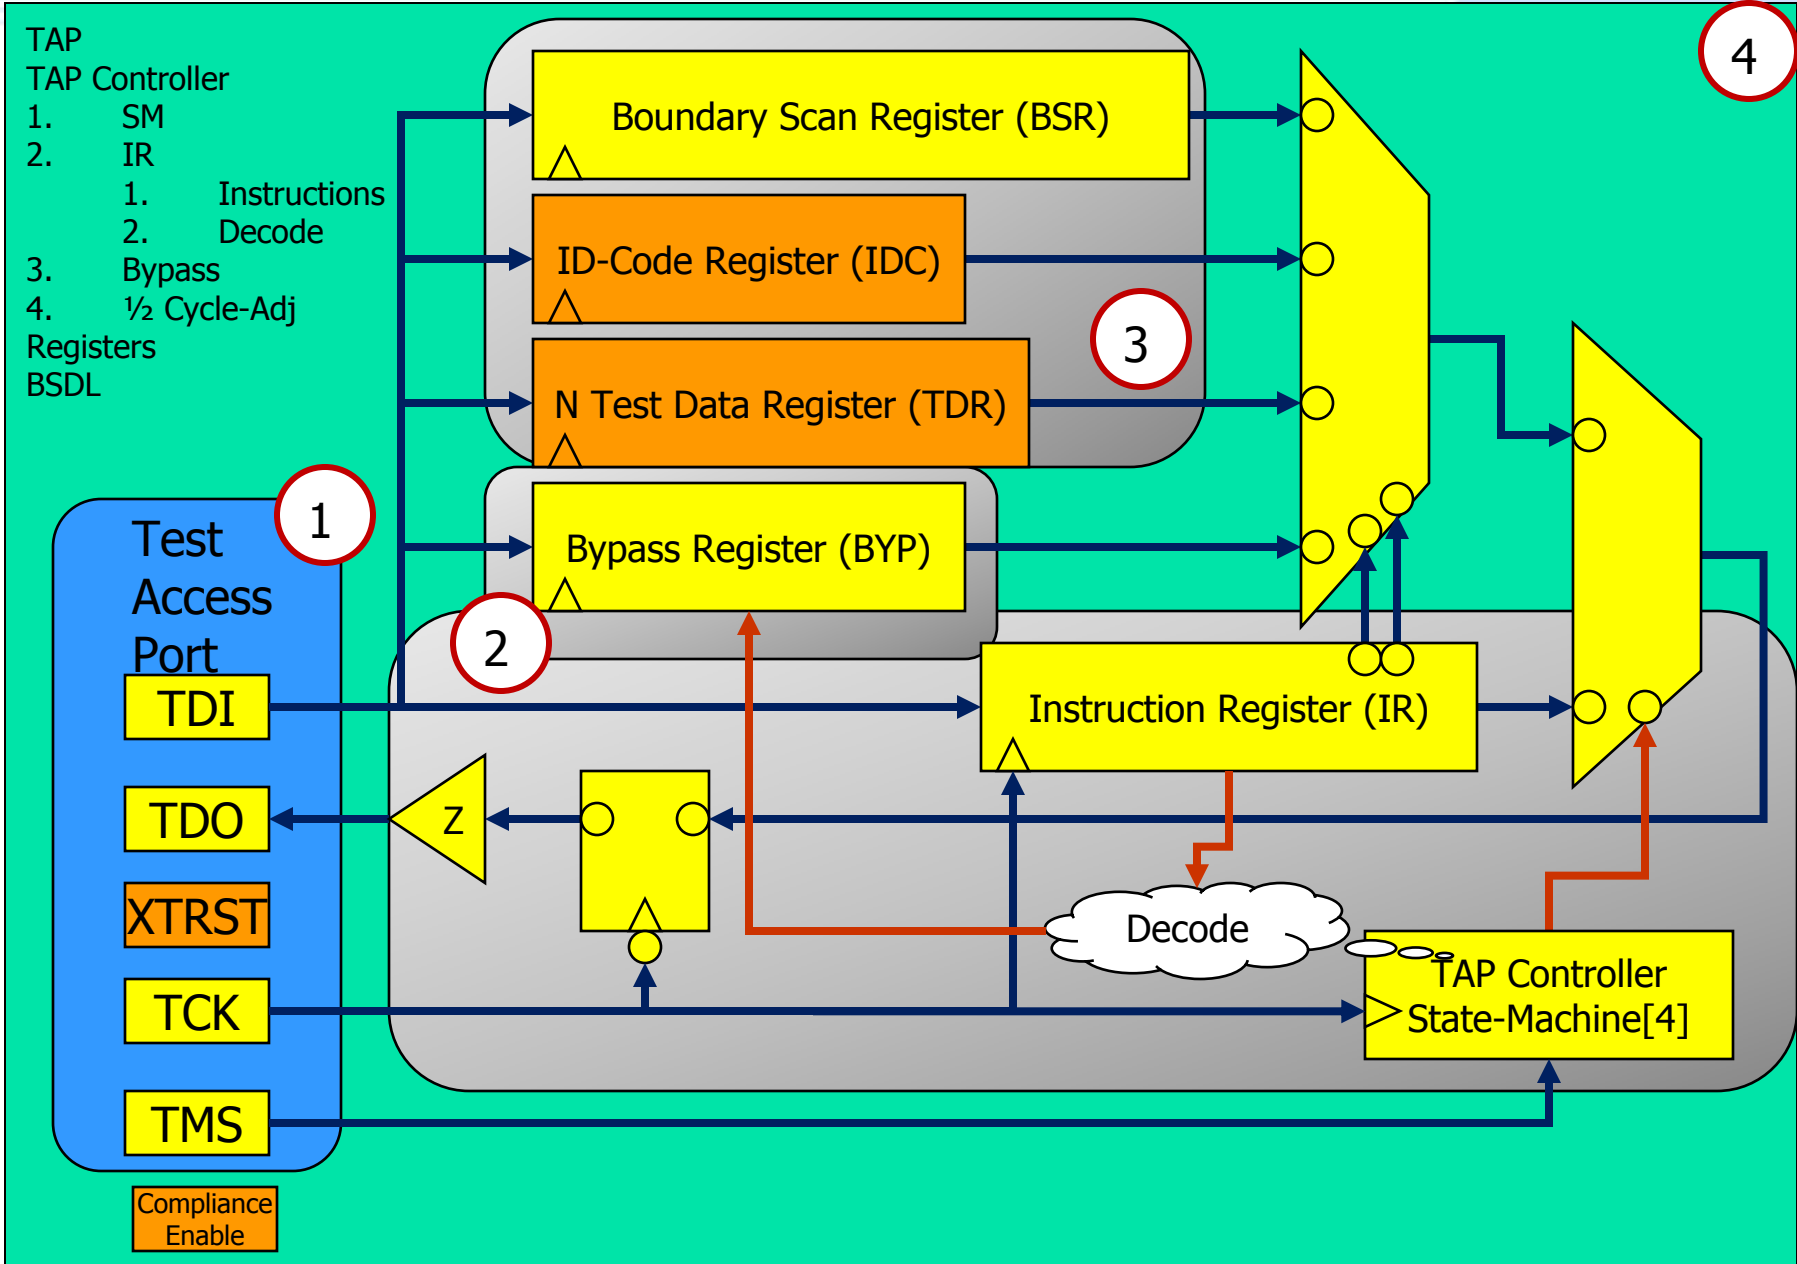 TAP
TAP Controller
1. SM
2. IR
1. Instructions
2. Decode
3. Bypass
4. ½ Cycle-Adj
Registers
BSDL
4
Boundary Scan Register (BSR)
ID-Code Register (IDC)
3
N Test Data Register (TDR)
1
Test
Access
Port
Bypass Register (BYP)
2
TDI
Instruction Register (IR)
TDO
Z
XTRST
Decode
TCK
TAP Controller
State-Machine[4]
TMS
Compliance
Enable